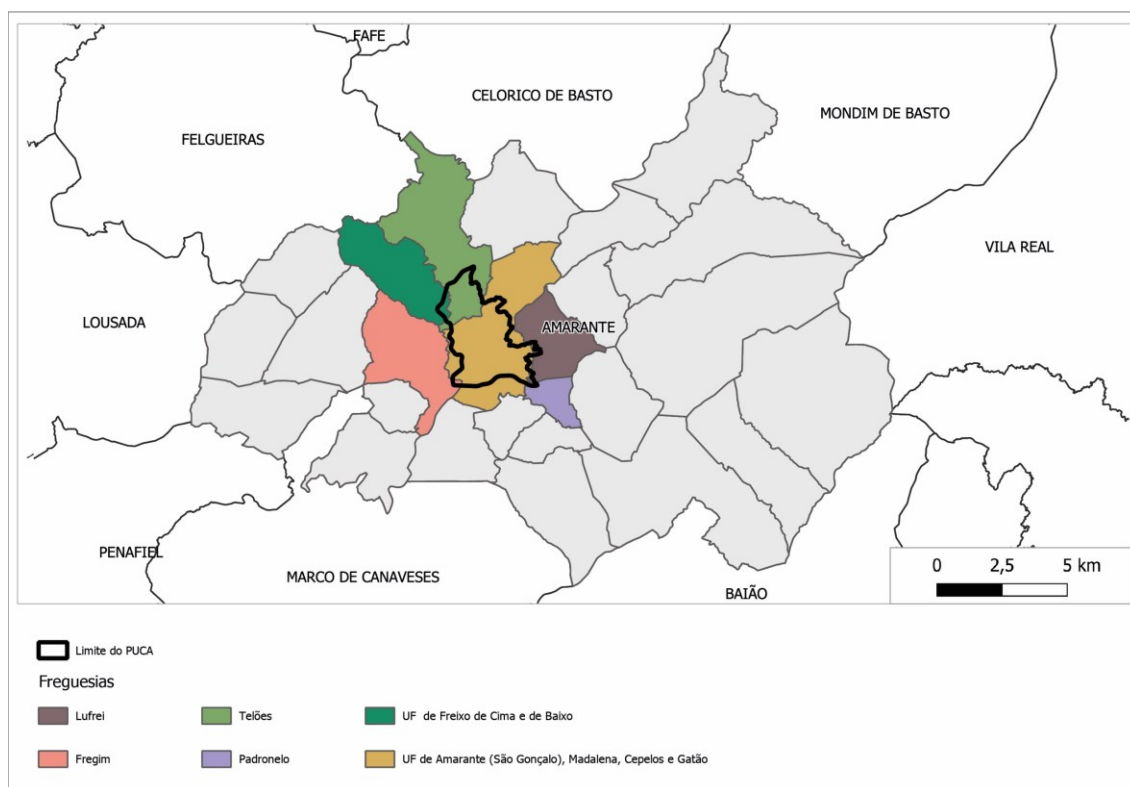 FAFE
CELORICO DE BASTO
MONDIM DE BASTO
FELGUEIRAS
VILA REAL
LOUSADA
AMARANTE
PENAFIEL
MARCO DE CANAVESES
BAIÃO
0 2,5 5 km
Limite do PUCA
Freguesias
Lufrei
Telões
UF de Freixo de Cima e de Baixo
Fregim
Padronelo
UF de Amarante (São Gonçalo), Madalena, Cepelos e Gatão